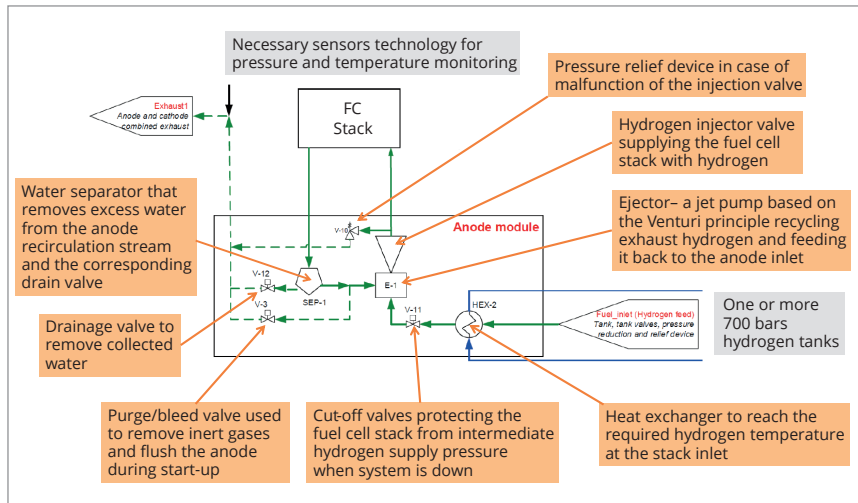 Necessary sensors technology for
pressure and temperature monitoring
Pressure relief device in case of
malfunction of the injection valve
Exhaust1
Anode and cathode
combined exhaust
FC
Stack
Hydrogen injector valve
supplying the fuel cell
stack with hydrogen
Water separator that
removes excess water
from the anode
recirculation stream
and the corresponding
drain valve
Ejector– a jet pump based on
the Venturi principle recycling
exhaust hydrogen and feeding
it back to the anode inlet
V-10
Anode module
V-12
SEP-1
E-1
V-3
V-11
HEX-2
Fuel_inlet (Hydrogen feed)
Tank, tank valves, pressure
reduction and relief device
One or more
700 bars
hydrogen tanks
Drainage valve to
remove collected
water
Purge/bleed valve used
to remove inert gases
and flush the anode
during start-up
Cut-off valves protecting the
fuel cell stack from intermediate
hydrogen supply pressure
when system is down
Heat exchanger to reach the
required hydrogen temperature
at the stack inlet